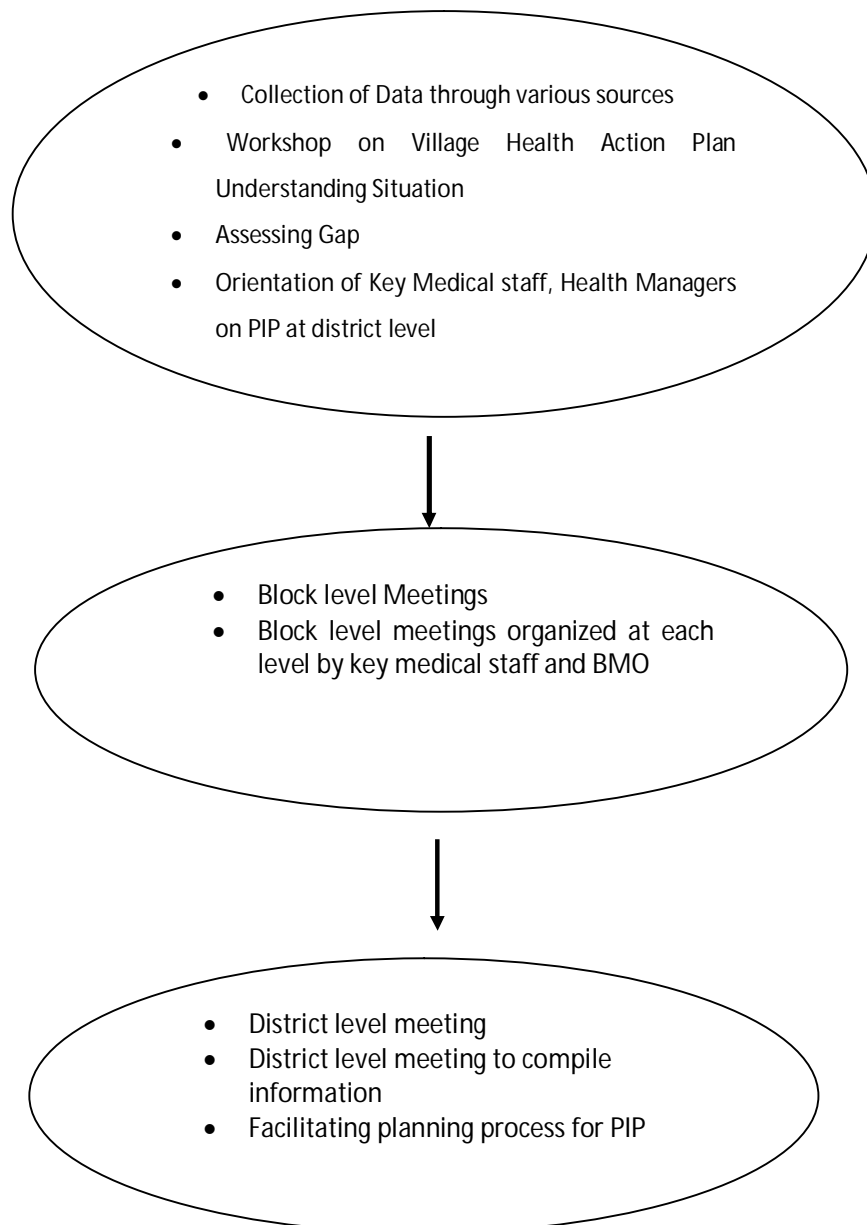 • Collection of Data through various sources
• Workshop on Village Health Action Plan
Understanding Situation
• Assessing Gap
• Orientation of Key Medical staff, Health Managers
on PIP at district level
• Block level Meetings
• Block level meetings organized at each
level by key medical staff and BMO
• District level meeting
• District level meeting to compile
information
• Facilitating planning process for PIP